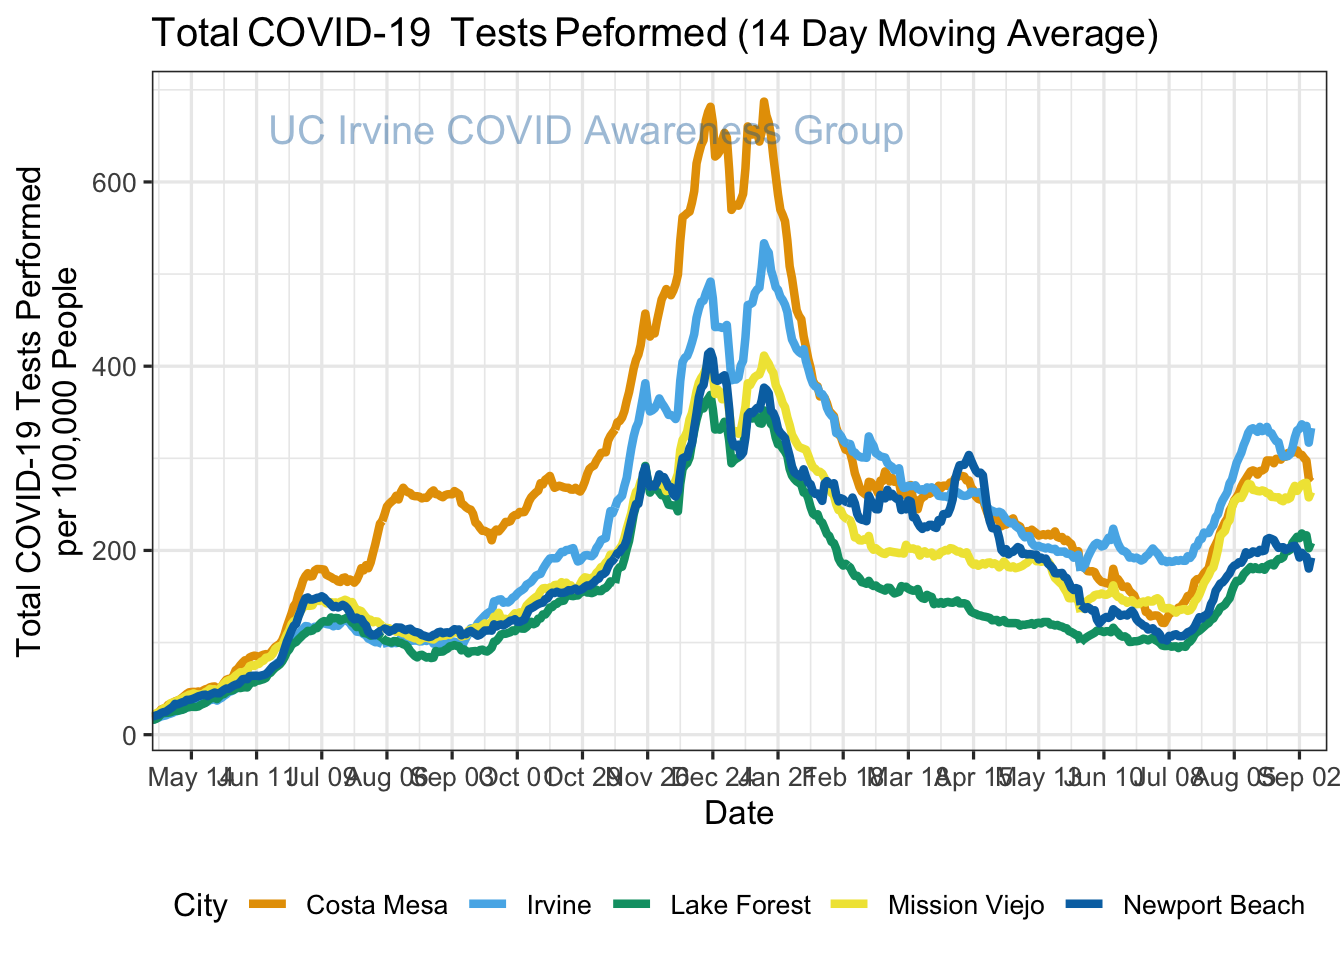 Total COVID-19 Tests Peformed (14 Day Moving Average)
UC Irvine COVID Awareness Group
Total COVID-19 Tests Performed
per 100,000 People
600
400
200
0
May 14 Jun 11 Jul 09 Aug 06 Sep 03 Oct 01 Oct 29 Nov 26 Dec 24 Jan 21 Feb 18 Mar 18 Apr 15 May 13 Jun 10 Jul 08 Aug 05 Sep 02
Date
City Costa Mesa Irvine Lake Forest Mission Viejo Newport Beach